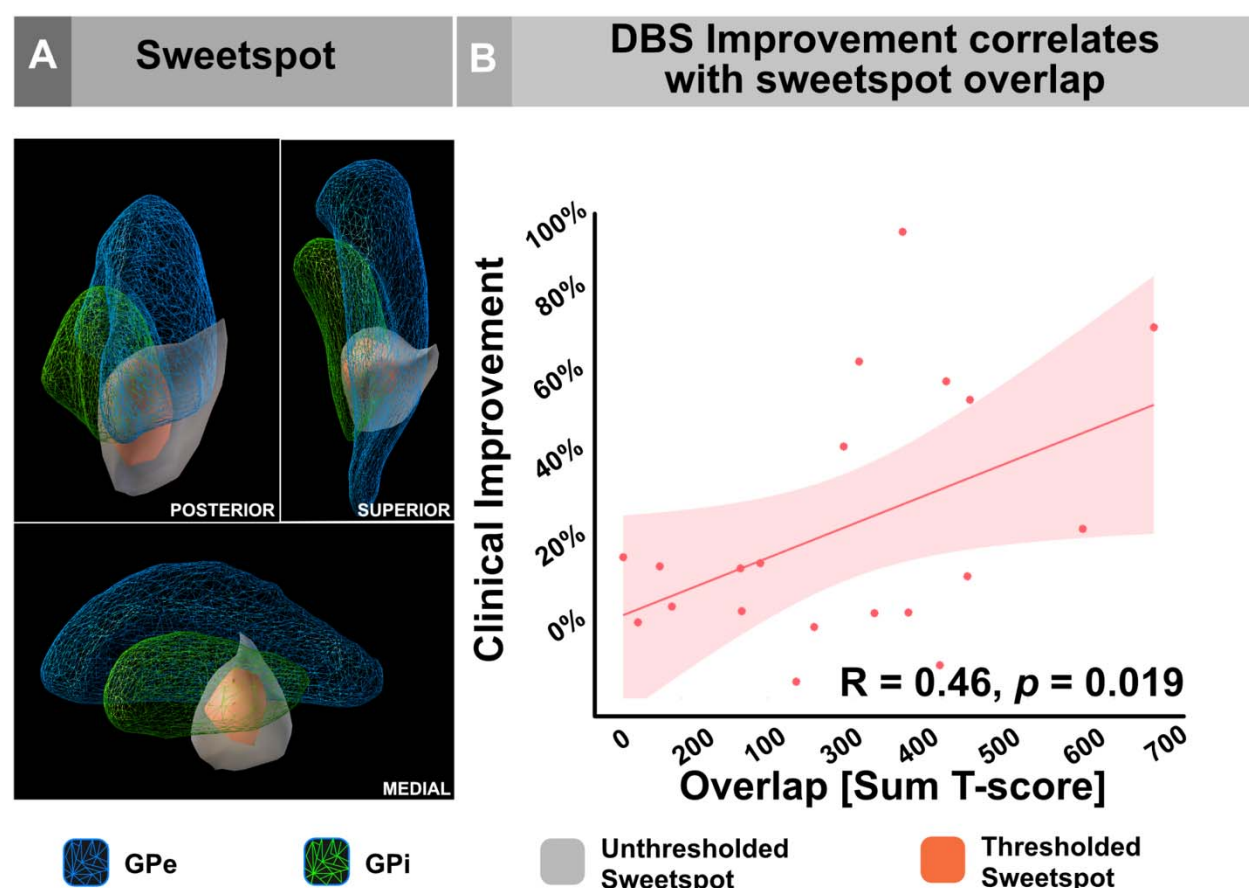 A
Sweetspot
B
DBS Improvement correlates
with sweetspot overlap
POSTERIOR
SUPERIOR
MEDIAL
Clinical Improvement
100%
80%
60%
40%
20%
0%
R = 0.46, p = 0.019
0
200
100
300
400
500
600
700
Overlap [Sum T-score]
GPe
GPi
Unthresholded
Sweetspot
Thresholded
Sweetspot